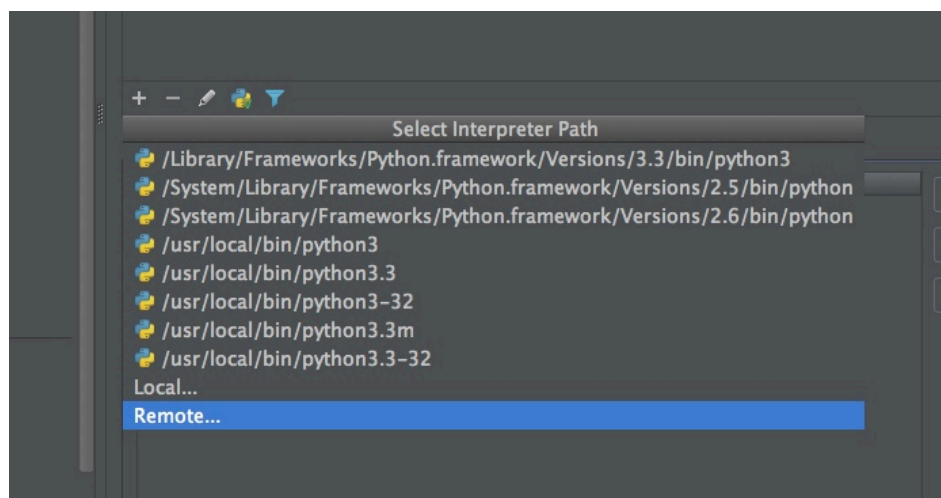 Select Interpreter Path
/Library/Frameworks/Python.framework/Versions/3.3/bin/python3
/System/Library/Frameworks/Python.framework/Versions/2.5/bin/python
/System/Library/Frameworks/Python.framework/Versions/2.6/bin/python
/usr/local/bin/python3
/usr/local/bin/python3.3
/usr/local/bin/python3-32
/usr/local/bin/python3.3m
/usr/local/bin/python3.3-32
Local...
Remote...